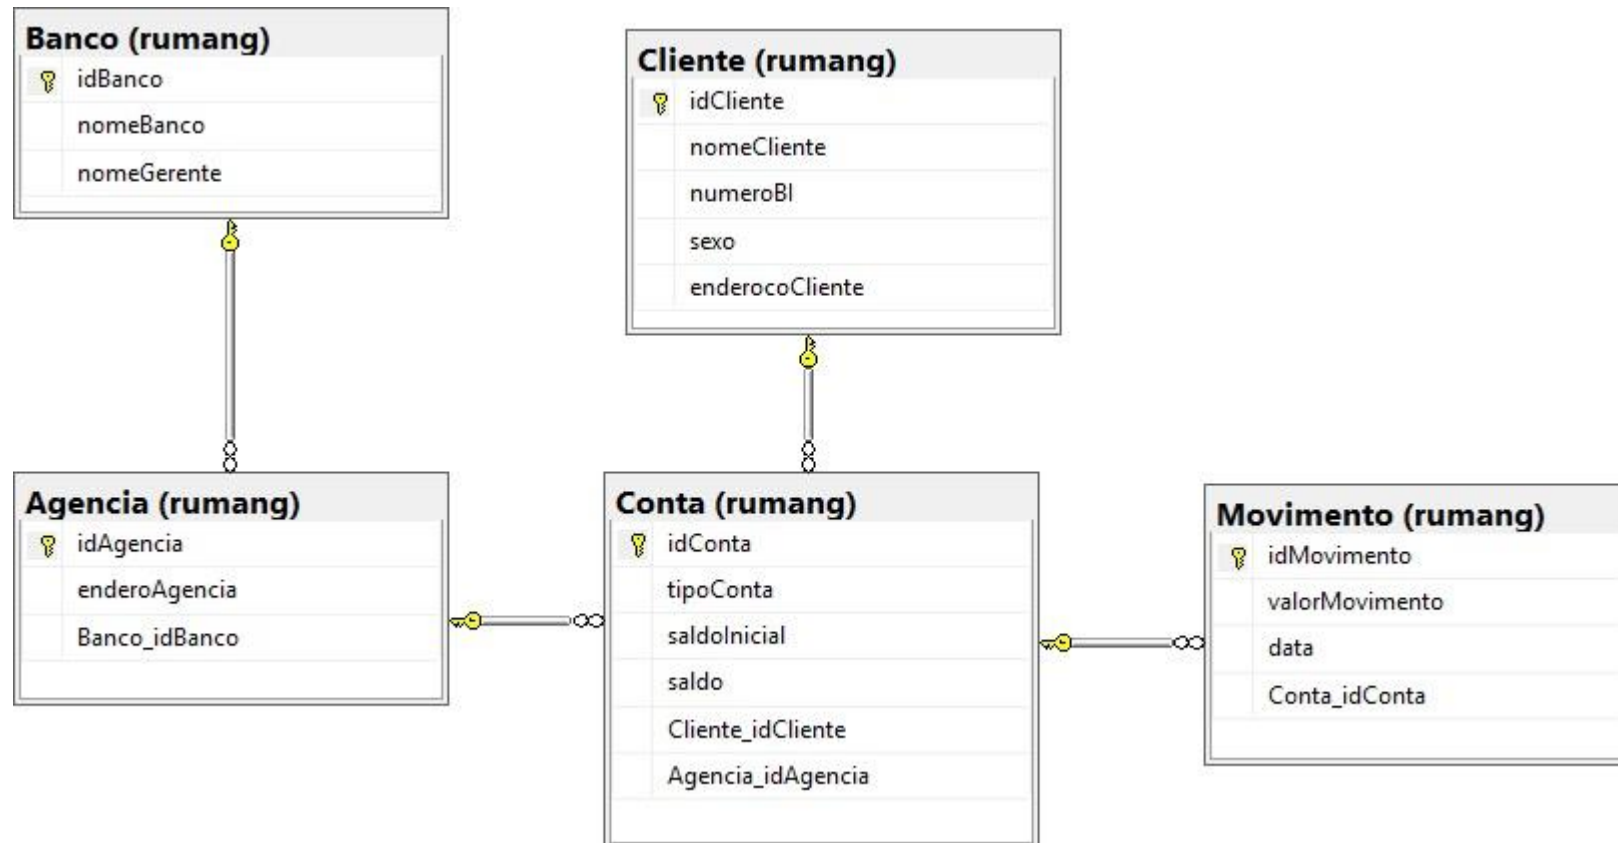 Banco (rumang)
idBanco
nomeBanco
nomeGerente
Cliente (rumang)
idCliente
nomeCliente
numeroBI
sexo
enderocoCliente
Agencia (rumang)
idAgencia
enderoAgencia
Banco_idBanco
Conta (rumang)
idConta
tipoConta
saldoInicial
saldo
Cliente_idCliente
Agencia_idAgencia
Movimento (rumang)
idMovimento
valorMovimento
data
Conta_idConta